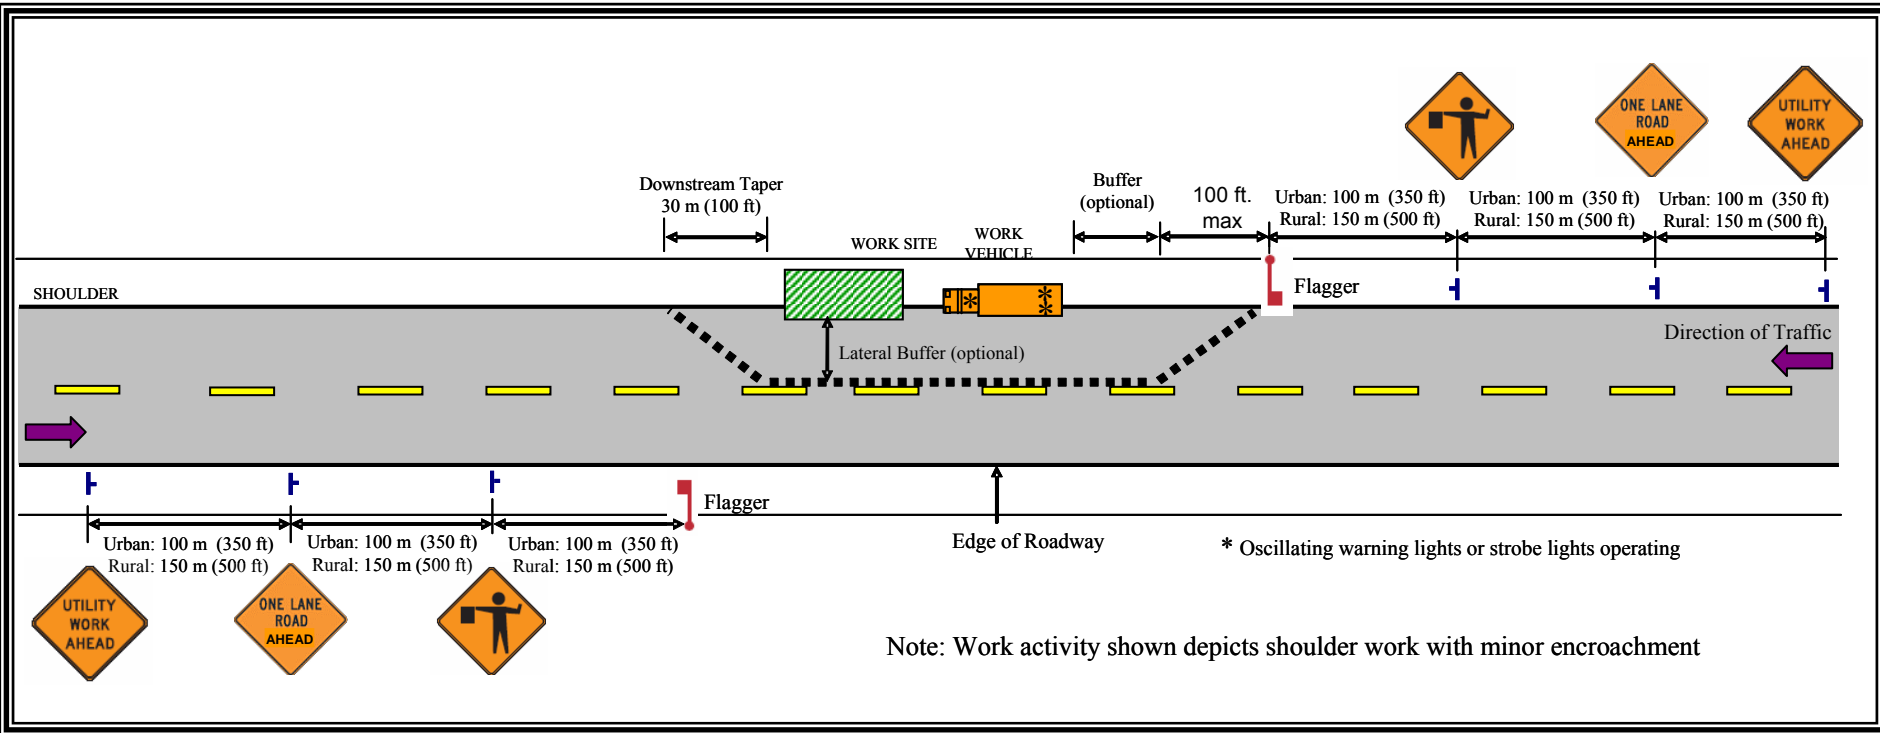 UTILITY
WORK
AHEAD
ONE LANE
ROAD
AHEAD
Downstream Taper
30 m (100 ft)
Buffer
(optional)
100 ft.
max
Urban: 100 m  (350 ft)
Rural: 150 m (500 ft)
Urban: 100 m  (350 ft)
Rural: 150 m (500 ft)
Urban: 100 m  (350 ft)
Rural: 150 m (500 ft)
WORK SITE
WORK
VEHICLE
SHOULDER
Flagger
Direction of Traffic
Lateral Buffer (optional)
Flagger
Edge of Roadway
* Oscillating warning lights or strobe lights operating
Urban: 100 m  (350 ft)
Rural: 150 m (500 ft)
Urban: 100 m  (350 ft)
Rural: 150 m (500 ft)
Urban: 100 m  (350 ft)
Rural: 150 m (500 ft)
UTILITY
WORK
AHEAD
ONE LANE
ROAD
AHEAD
Note: Work activity shown depicts shoulder work with minor encroachment